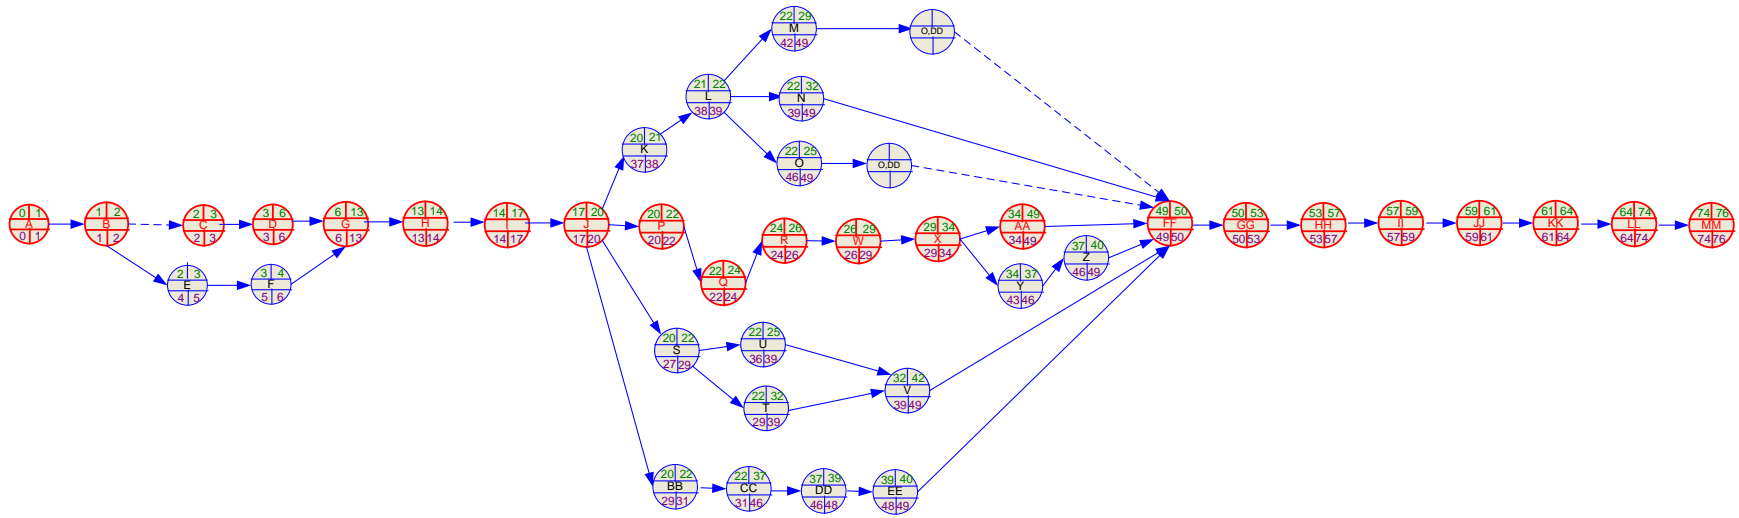 22 29
M
42 49
O,DD
21 22
L
38 39
22 32
N
39 49
20 21
K
37 38
22 25
O
46 49
O,DD
0 1
A
0 1
1 2
B
1 2
2 3
C
2 3
3 6
D
3 6
6 13
G
6 13
13 14
H
13 14
14 17
I
14 17
17 20
J
17 20
20 22
P
20 22
24 26
R
24 26
26 29
W
26 29
29 34
X
29 34
34 49
AA
34 49
49 50
FF
49 50
50 53
GG
50 53
53 57
HH
53 57
57 59
II
57 59
59 61
JJ
59 61
61 64
KK
61 64
64 74
LL
64 74
74 76
MM
74 76
2 3
E
4 5
3 4
F
5 6
22 24
Q
22 24
34 37
Y
43 46
37 40
Z
46 49
20 22
S
27 29
22 25
U
36 39
22 32
T
29 39
32 42
V
39 49
20 22
BB
29 31
22 37
CC
31 46
37 39
DD
46 48
39 40
EE
48 49